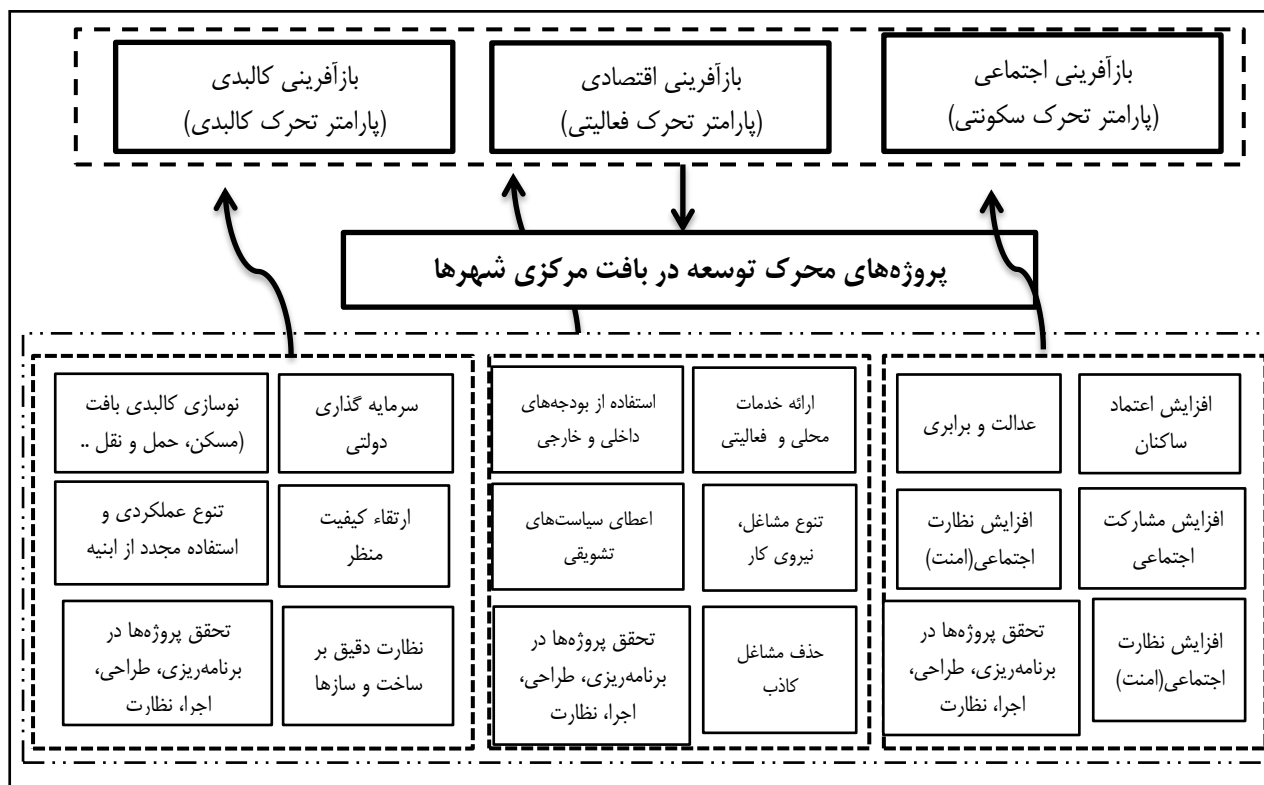 بازآفرینی اجتماعی
(پارامتر تحرک سکونتی)
بازآفرینی اقتصادی
(پارامتر تحرک فعالیتی)
بازآفرینی کالبدی
(پارامتر تحرک کالبدی)
پروژه‌های محرک توسعه در بافت مرکزی شهرها
افزایش اعتماد
ساکنان
عدالت و برابری
افزایش مشارکت
اجتماعی
افزایش نظارت
اجتماعی(امنت)
افزایش نظارت
اجتماعی(امنت)
تحقق پروژه‌ها در
برنامه‌ریزی، طراحی،
اجرا، نظارت
ارائه خدمات
محلی و فعالیتی
استفاده از بودجه‌های
داخلی و خارجی
تنوع مشاغل،
نیروی کار
اعطای سیاست‌های
تشویقی
حذف مشاغل
کاذب
تحقق پروژه‌ها در
برنامه‌ریزی، طراحی،
اجرا، نظارت
سرمایه گذاری
دولتی
نوسازی کالبدی بافت
(مسکن، حمل و نقل ..
ارتقاء کیفیت
منظر
تنوع عملکردی و
استفاده مجدد از ابنیه
نظارت دقیق بر
ساخت و سازها
تحقق پروژه‌ها در
برنامه‌ریزی، طراحی،
اجرا، نظارت